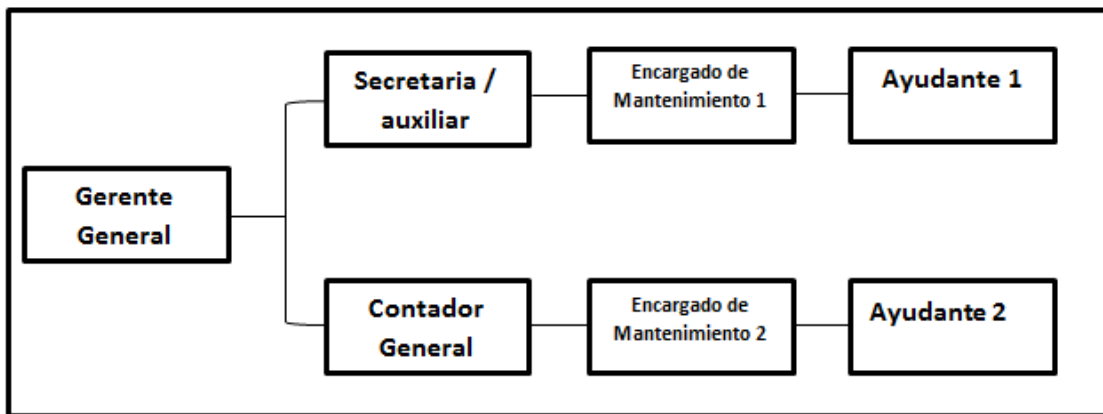 Secretaria /
auxiliar
Encargado de
Mantenimiento 1
Ayudante 1
Gerente
General
Contador
General
Encargado de
Mantenimiento 2
Ayudante 2